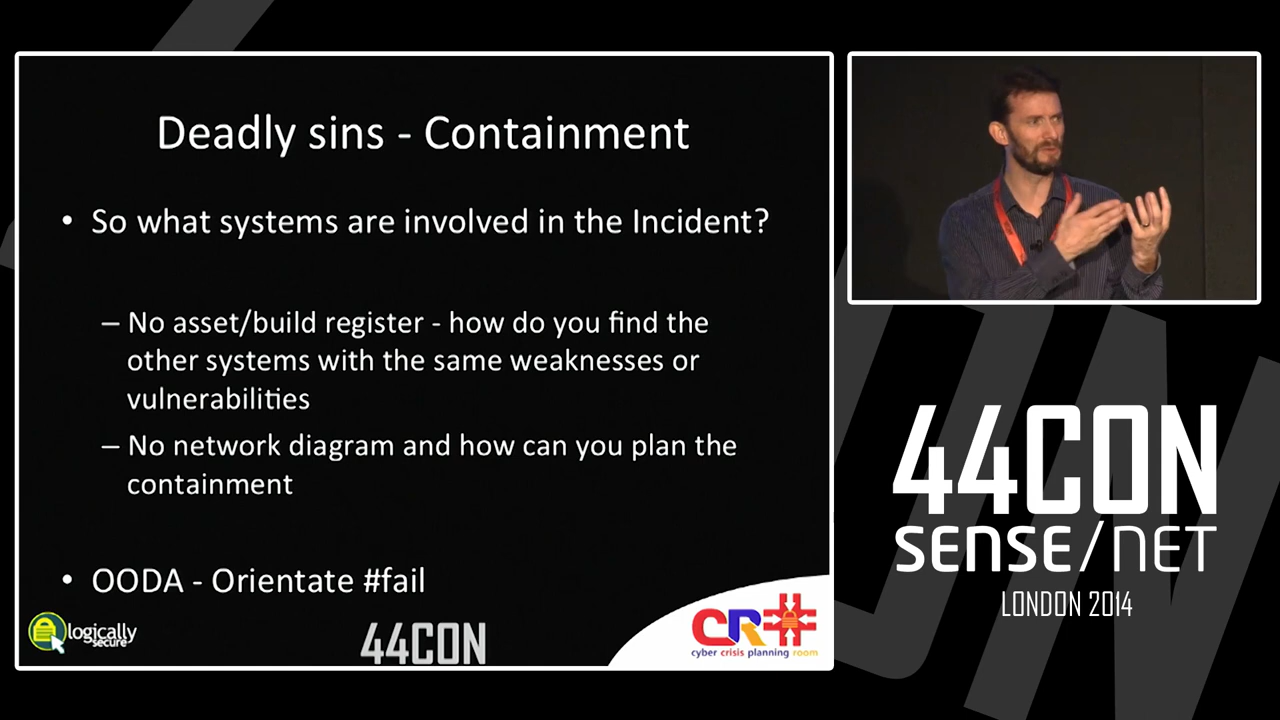 Deadly sins - Containment
• So what systems are involved in the Incident?
– No asset/build register - how do you find the
other systems with the same weaknesses or
vulnerabilities
– No network diagram and how can you plan the
containment
• OODA - Orientate #fail
logically
secure
44CON
CR
cyber crisis planning room
44CON
SENSE/NET
LONDON 2014